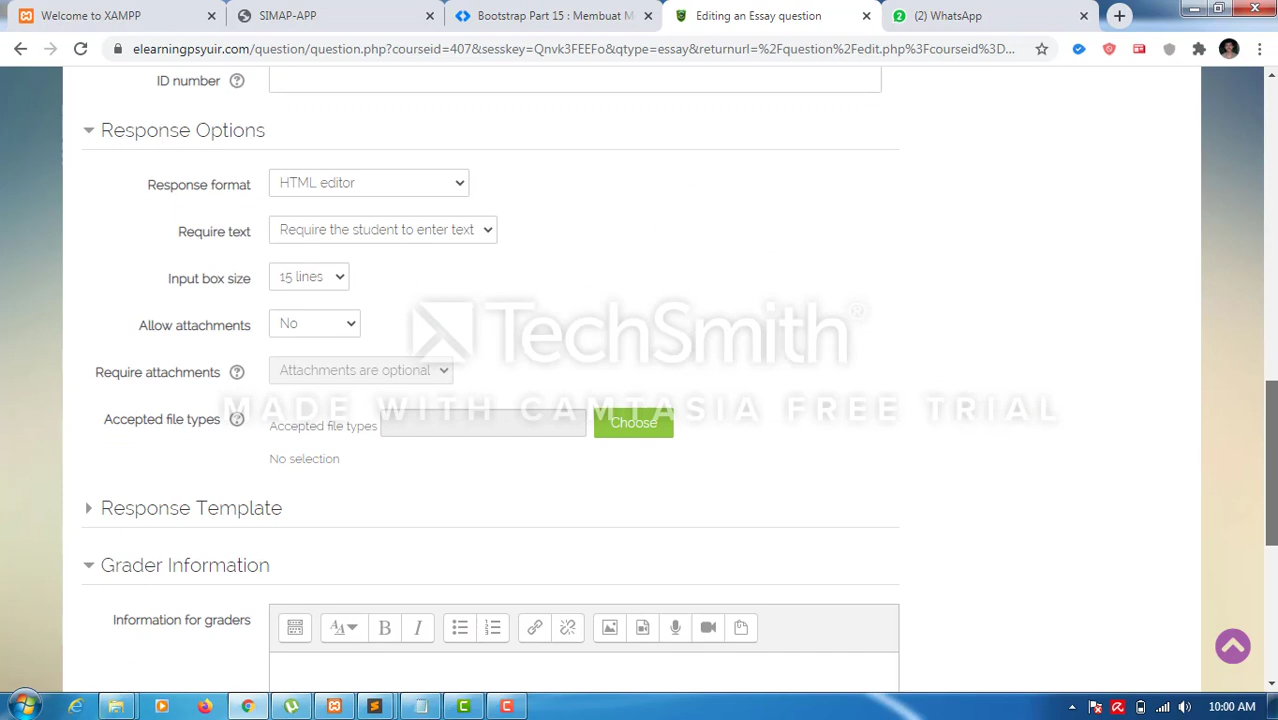 Welcome to XAMPP
SIMAP-APP
Bootstrap Part 15 : Membuat M
Editing an Essay question
(2) WhatsApp
elearningpsyuir.com/question/question.php?courseid=407&sesskey=Qnvk3FEEFo&qtype=essay&returnurl=%2Fquestion%2Fedit.php%3Fcourseid%3D...
ID number
Response Options
Response format
HTML editor
Require text
Require the student to enter text
Input box size
15 lines
Allow attachments
No
TechSmith®
Require attachments
Attachments are optional
MADE WITH CAMTASIA FREE TRIAL
Accepted file types
Accepted file types
Choose
No selection
Response Template
Grader Information
Information for graders
B I
10:00 AM